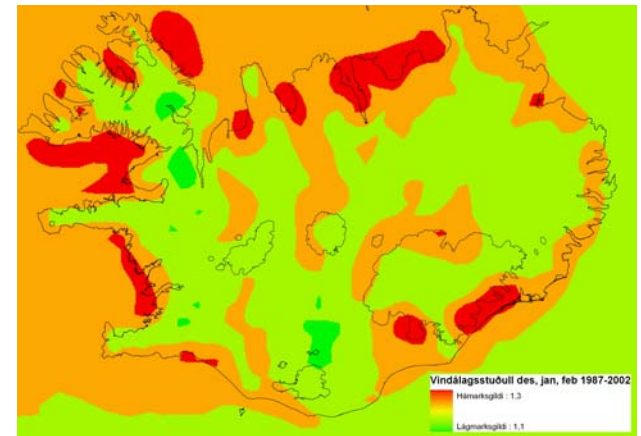 Vindálagsstuðull des, jan, feb 1987-2002
Hámarksgildi : 1,3
Lágmarksgildi : 1,1